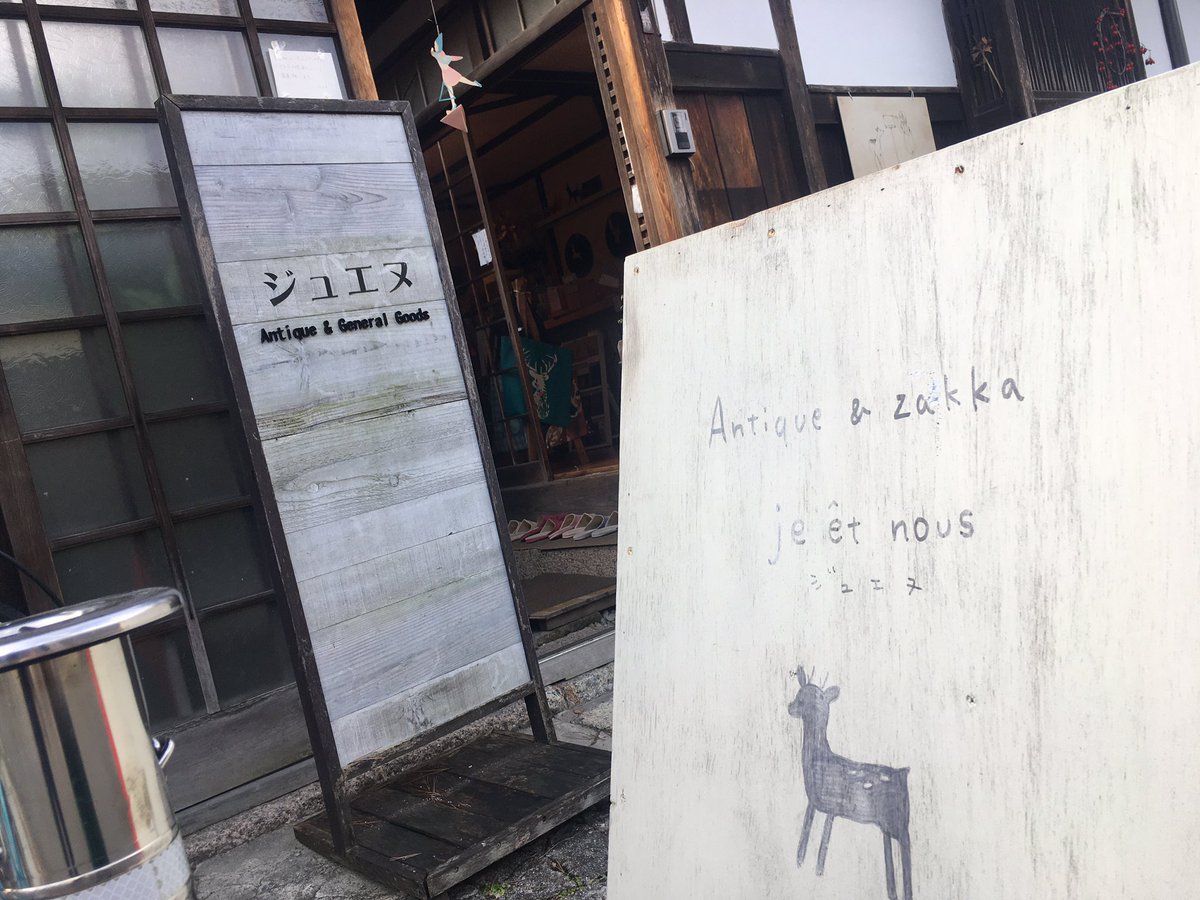 ジュエヌ
Antique & General Goods
Antique & zakka
je êt nous
ジュエヌ